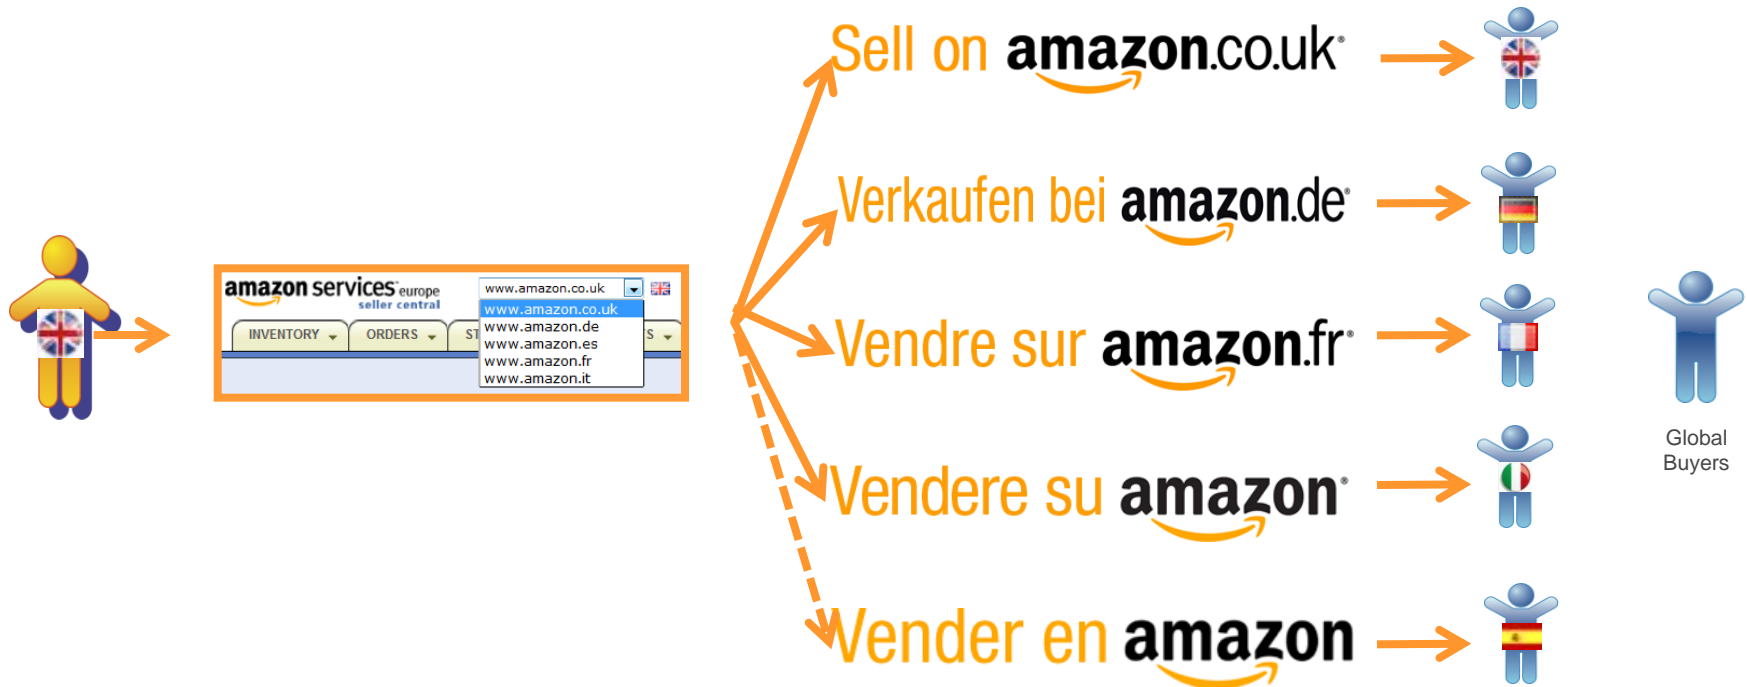 Sell on amazon.co.uk®
Verkaufen bei amazon.de®
amazon services europe
seller central
www.amazon.co.uk
www.amazon.co.uk
www.amazon.de
www.amazon.es
www.amazon.fr
www.amazon.it
INVENTORY ORDERS
Vendre sur amazon.fr®
Vendere su amazon®
Vender en amazon
Global
Buyers